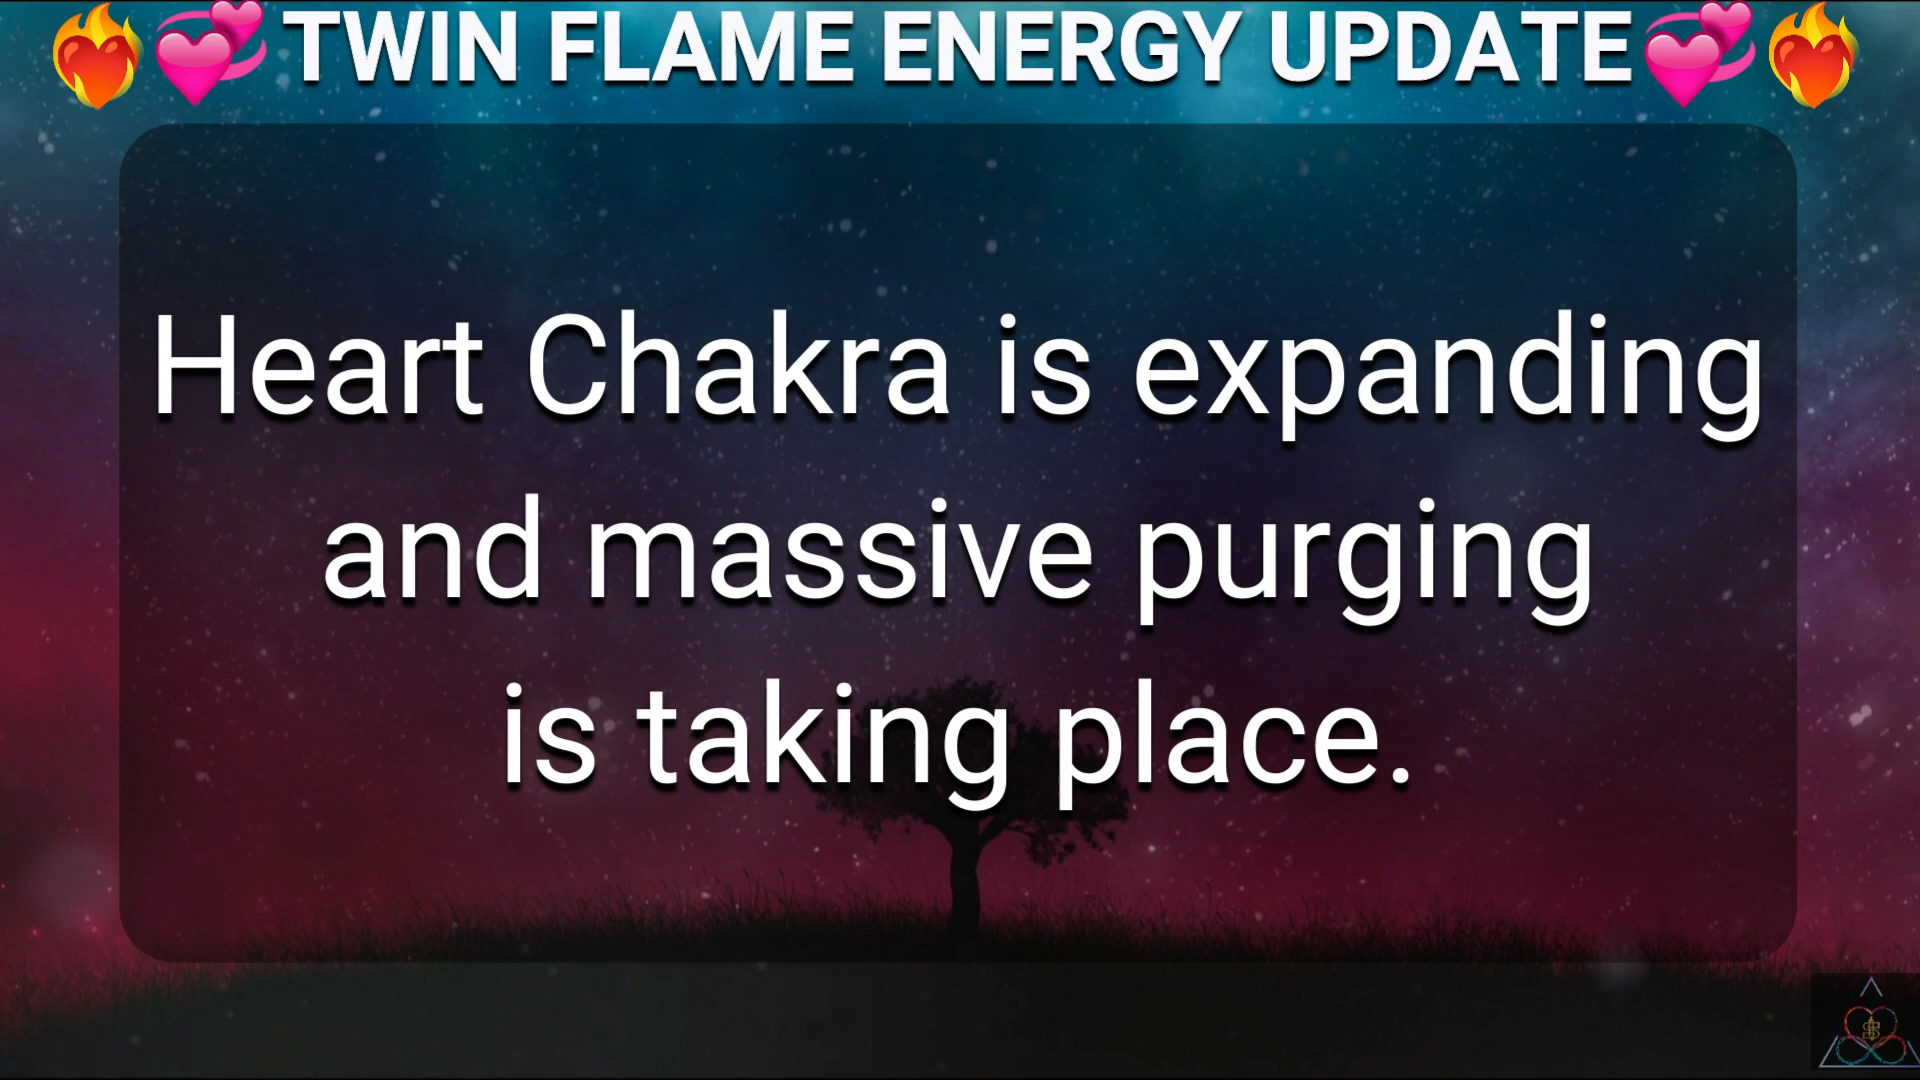 ❤️‍🔥💞TWIN FLAME ENERGY UPDATE💞❤️‍🔥
Heart Chakra is expanding
and massive purging
is taking place.